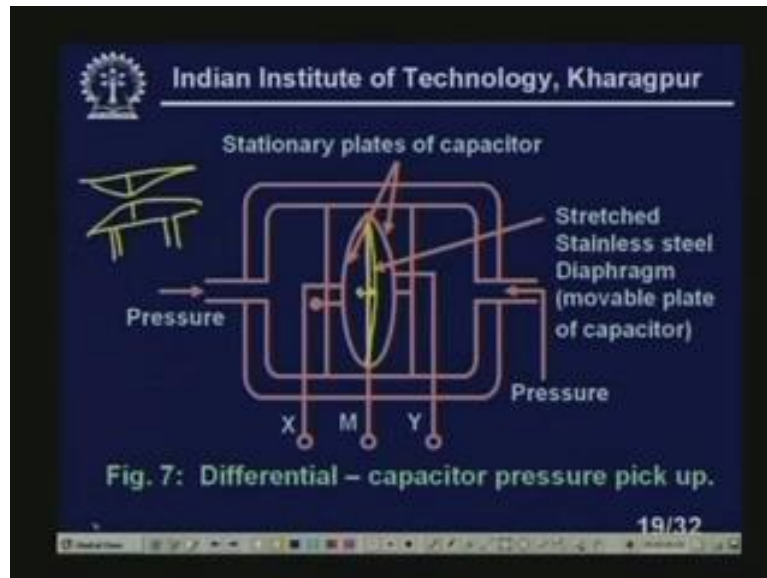 Indian Institute of Technology, Kharagpur
Stationary plates of capacitor
Stretched
Stainless steel
Diaphragm
(movable plate
of capacitor)
Pressure
Pressure
X M Y
Fig. 7: Differential – capacitor pressure pick up.
19/32